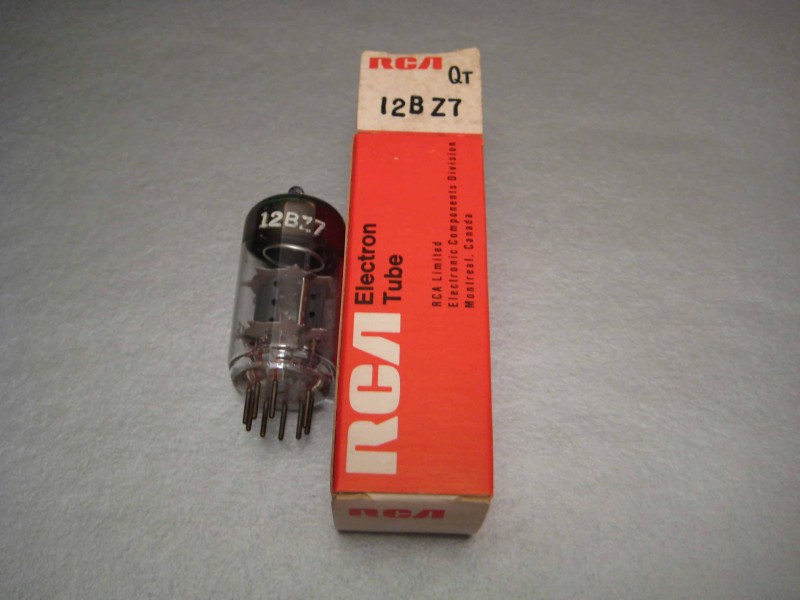 RCA
QT
12BZ7
12BZ7
Electron
Tube
RCA
RCA Limited
Electronic Components Division
Montreal, Canada
RCA